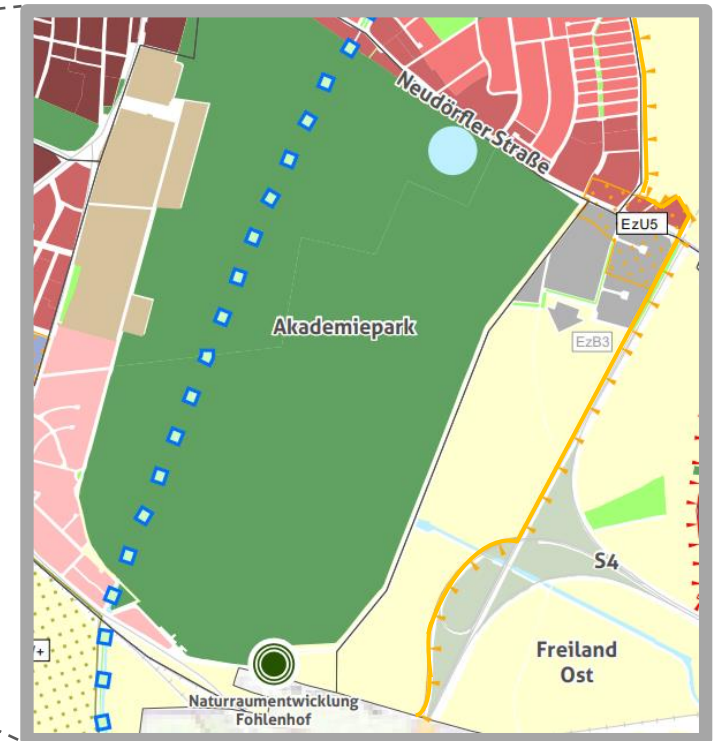 Neudörfler Straße
EzU5
Akademiepark
EzB3
S4
Freiland
Ost
/+
Naturraumentwicklung
Fohlenhof